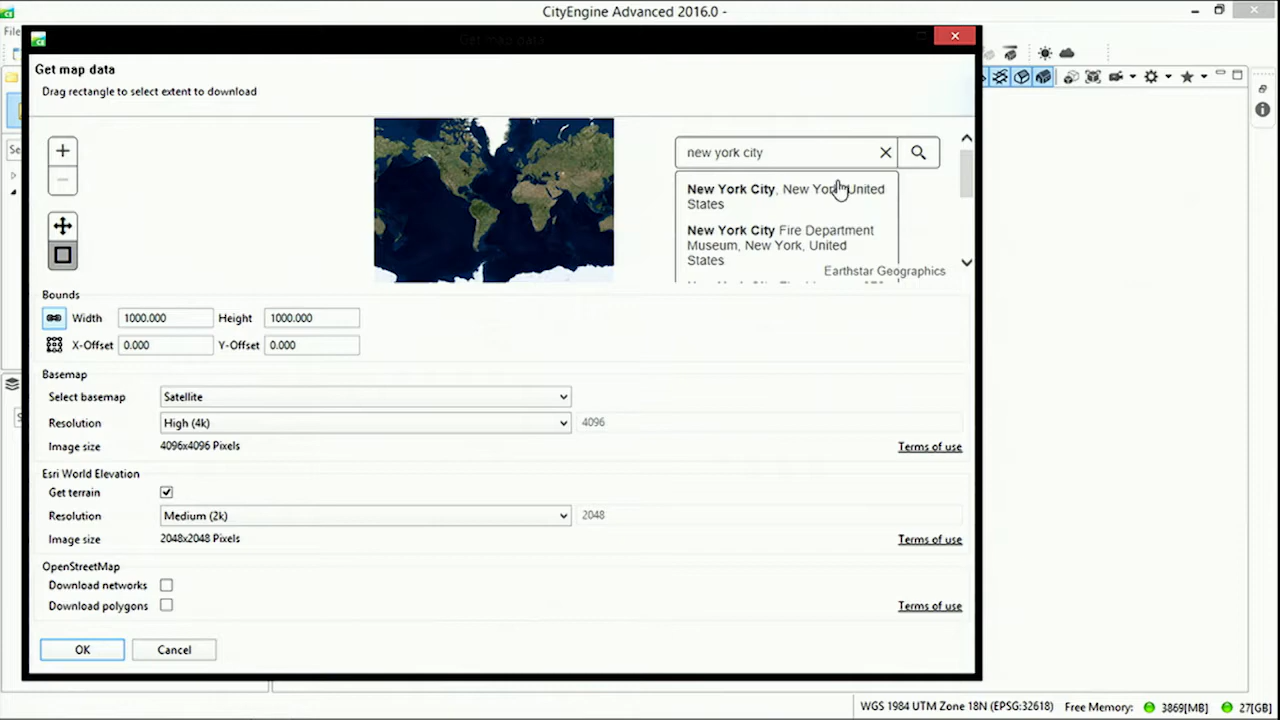 CityEngine Advanced 2016.0 -
File
Get map data
Get map data
Drag rectangle to select extent to download
new york city
New York City, New York, United
States
New York City Fire Department
Museum, New York, United
States
Earthstar Geographics
Bounds
Width 1000.000 Height 1000.000
X-Offset 0.000 Y-Offset 0.000
Basemap
Select basemap Satellite
Resolution High (4k) 4096
Image size 4096x4096 Pixels Terms of use
Esri World Elevation
Get terrain
Resolution Medium (2k) 2048
Image size 2048x2048 Pixels Terms of use
OpenStreetMap
Download networks
Download polygons Terms of use
OK Cancel
WGS 1984 UTM Zone 18N (EPSG:32618) Free Memory: 3869[MB] 27[GB]